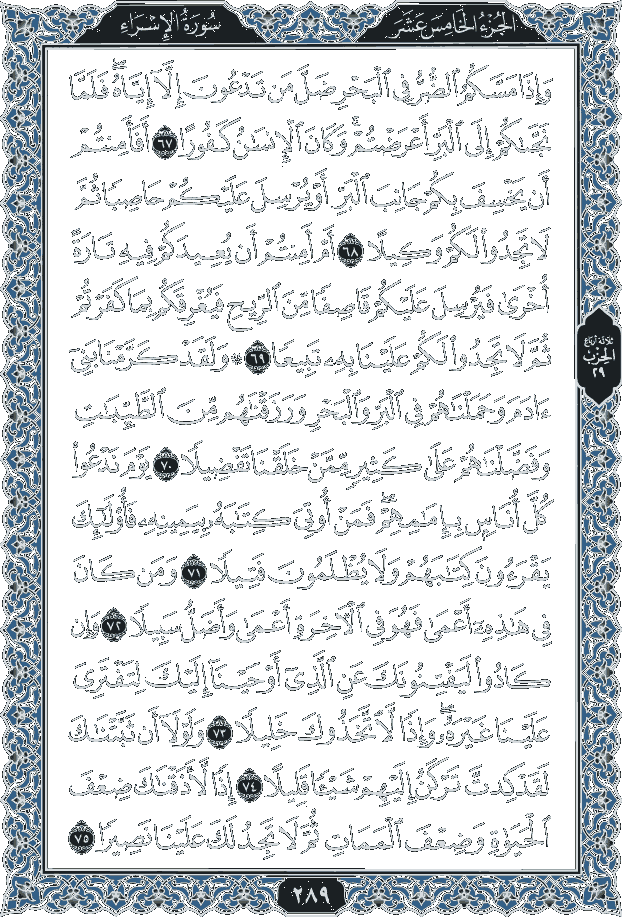 الجزء الخامس عشر
سورة الإسراء
وَإِذَا مَسَّكُمُ ٱلضُّرُّ فِي ٱلْبَحْرِ ضَلَّ مَن تَدْعُونَ إِلَّآ إِيَّاهُ ۖ فَلَمَّا
نَجَّىٰكُمْ إِلَى ٱلْبَرِّ أَعْرَضْتُمْ ۚ وَكَانَ ٱلْإِنسَٰنُ كَفُورًا ٦٧ أَفَأَمِنتُمْ
أَن يَخْسِفَ بِكُمْ جَانِبَ ٱلْبَرِّ أَوْ يُرْسِلَ عَلَيْكُمْ حَاصِبًا ثُمَّ
لَا تَجِدُوا۟ لَكُمْ وَكِيلًا ٦٨ أَمْ أَمِنتُمْ أَن يُعِيدَكُمْ فِيهِ تَارَةً
أُخْرَىٰ فَيُرْسِلَ عَلَيْكُمْ قَاصِفًا مِّنَ ٱلرِّيحِ فَيُغْرِقَكُم بِمَا كَفَرْتُمْ
ثُمَّ لَا تَجِدُوا۟ لَكُمْ عَلَيْنَا بِهِۦ تَبِيعًا ٦٩ ۞ وَلَقَدْ كَرَّمْنَا بَنِىٓ
ءَادَمَ وَحَمَلْنَٰهُمْ فِي ٱلْبَرِّ وَٱلْبَحْرِ وَرَزَقْنَٰهُم مِّنَ ٱلطَّيِّبَٰتِ
وَفَضَّلْنَٰهُمْ عَلَىٰ كَثِيرٍ مِّمَّنْ خَلَقْنَا تَفْضِيلًا ٧٠ يَوْمَ نَدْعُوا۟
كُلَّ أُنَاسٍۭ بِإِمَٰمِهِمْ ۖ فَمَنْ أُوتِىَ كِتَٰبَهُۥ بِيَمِينِهِۦ فَأُو۟لَٰٓئِكَ
يَقْرَءُونَ كِتَٰبَهُمْ وَلَا يُظْلَمُونَ فَتِيلًا ٧١ وَمَن كَانَ
فِى هَٰذِهِۦٓ أَعْمَىٰ فَهُوَ فِى ٱلْءَاخِرَةِ أَعْمَىٰ وَأَضَلُّ سَبِيلًا ٧٢ وَإِن
كَادُوا۟ لَيَفْتِنُونَكَ عَنِ ٱلَّذِىٓ أَوْحَيْنَآ إِلَيْكَ لِتَفْتَرِىَ
عَلَيْنَا غَيْرَهُۥ ۖ وَإِذًا لَّٱتَّخَذُوكَ خَلِيلًا ٧٣ وَلَوْلَآ أَن ثَبَّتْنَٰكَ
لَقَدْ كِدتَّ تَرْكَنُ إِلَيْهِمْ شَيْـًٔا قَلِيلًا ٧٤ إِذًا لَّأَذَقْنَٰكَ ضِعْفَ
ٱلْحَيَوٰةِ وَضِعْفَ ٱلْمَمَاتِ ثُمَّ لَا تَجِدُ لَكَ عَلَيْنَا نَصِيرًا ٧٥
ثلاثة أرباع
الحزب
٢٩
٢٨٩